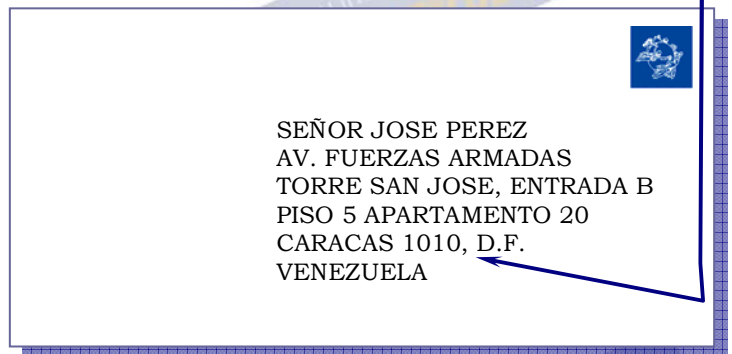 SEÑOR JOSE PEREZ
AV. FUERZAS ARMADAS
TORRE SAN JOSE, ENTRADA B
PISO 5 APARTAMENTO 20
CARACAS 1010, D.F.
VENEZUELA